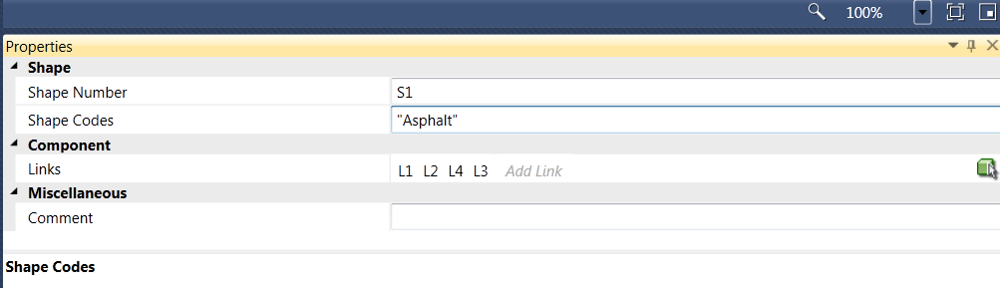 100%
Properties
Shape
Shape Number S1
Shape Codes "Asphalt"
Component
Links L1 L2 L4 L3 Add Link
Miscellaneous
Comment
Shape Codes